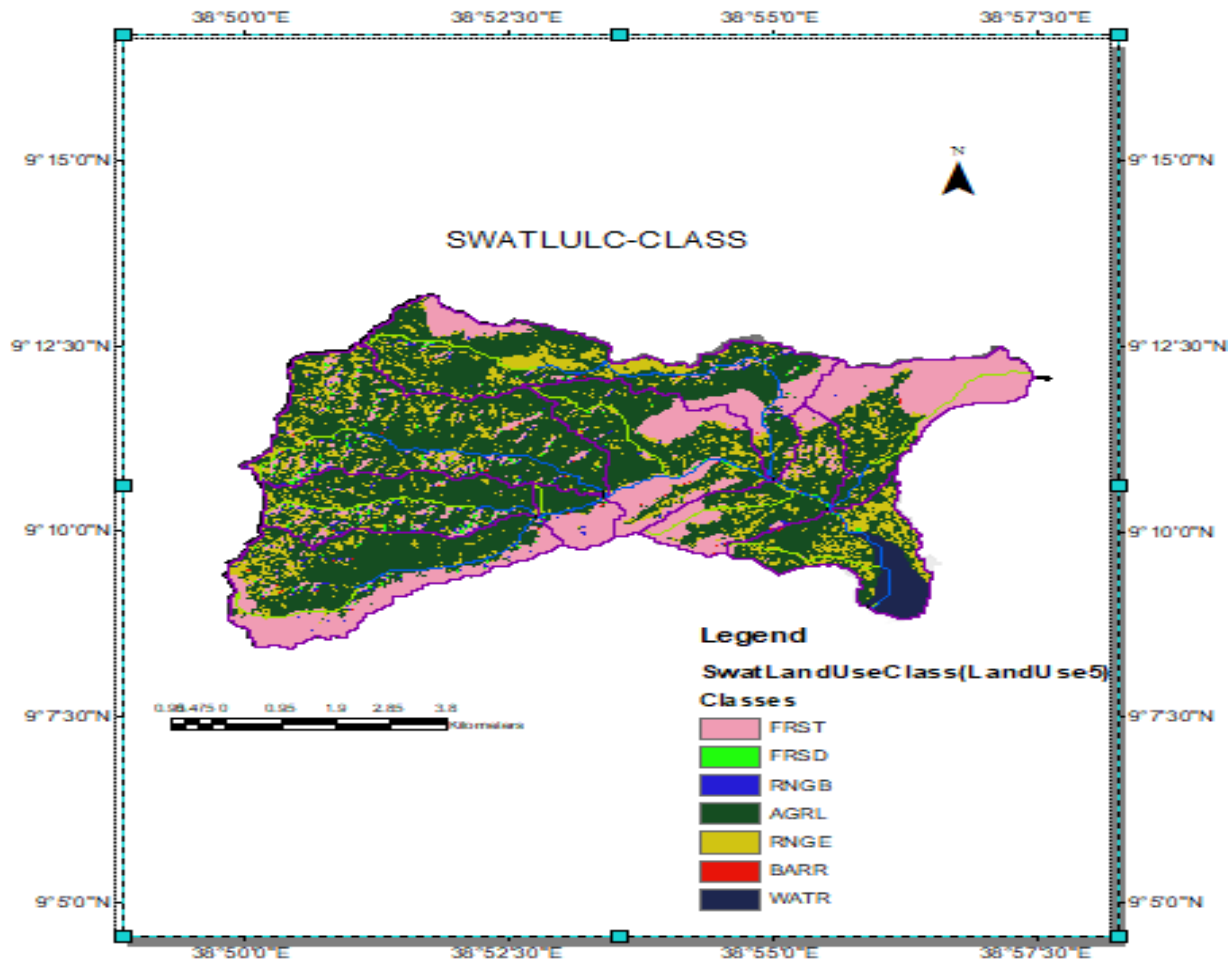 38°50'0"E 38°52'30"E 38°55'0"E 38°57'30"E
9°15'0"N 9°15'0"N
N
SWATLULC-CLASS
9°12'30"N 9°12'30"N
9°10'0"N 9°10'0"N
Legend
SwatLandUseClass(LandUse5)
Classes
9°7'30"N 9°7'30"N
0 0.95 1.9 2.85 3.8
Kilometers
FRST
FRSD
RNGB
AGRL
RNGE
BARR
WATR
9°5'0"N 9°5'0"N
38°50'0"E 38°52'30"E 38°55'0"E 38°57'30"E